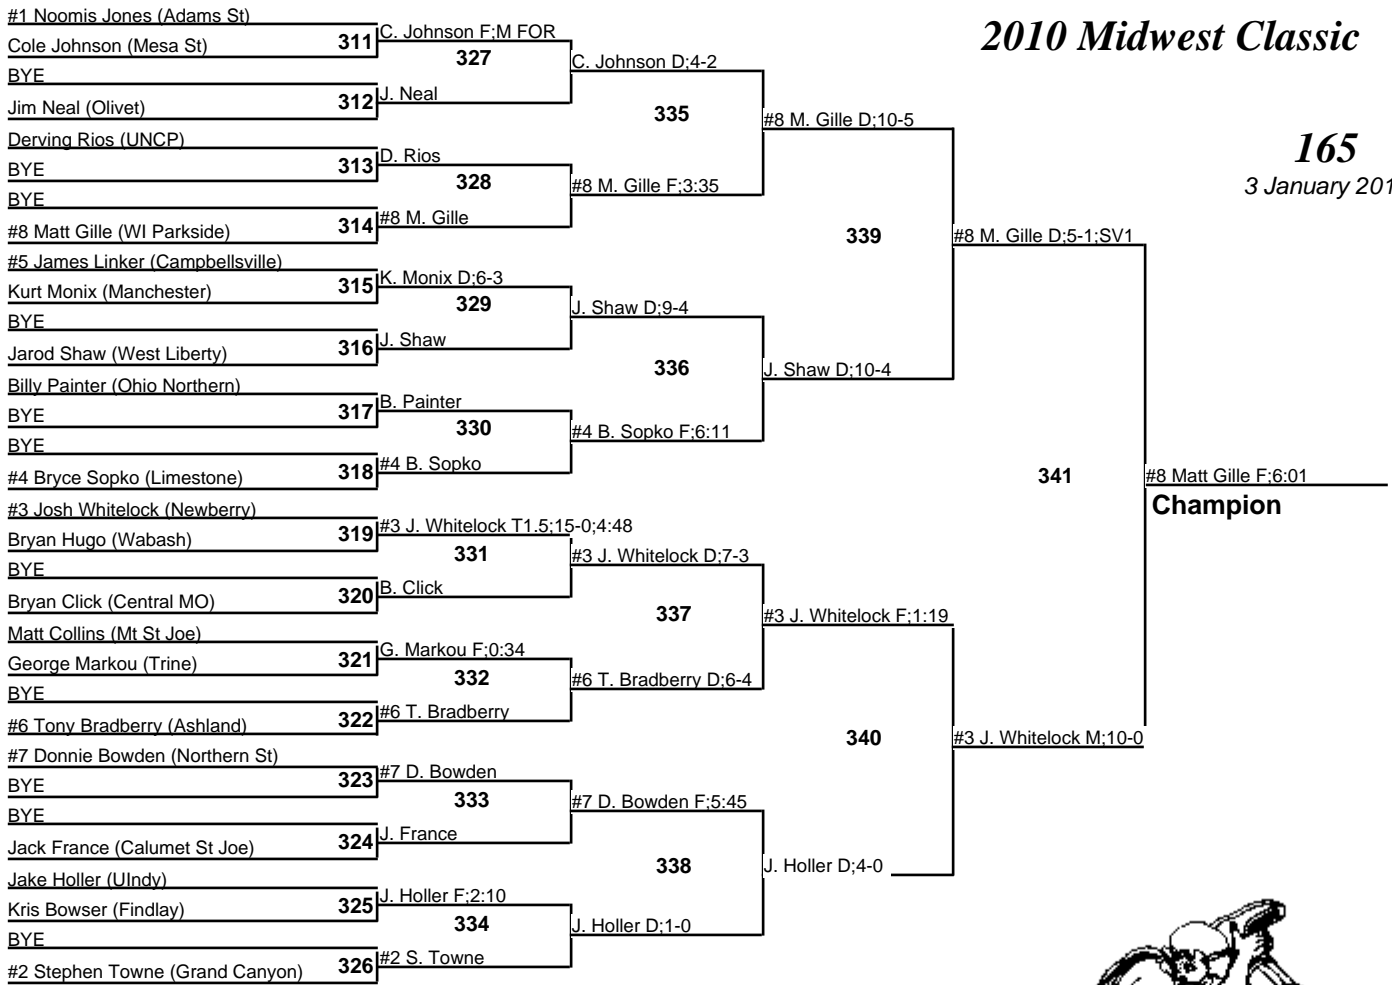 2010 Midwest Classic
165
3 January 201
#1 Noomis Jones (Adams St)
Cole Johnson (Mesa St)
BYE
Jim Neal (Olivet)
Derving Rios (UNCP)
BYE
BYE
#8 Matt Gille (WI Parkside)
#5 James Linker (Campbellsville)
Kurt Monix (Manchester)
BYE
Jarod Shaw (West Liberty)
Billy Painter (Ohio Northern)
BYE
BYE
#4 Bryce Sopko (Limestone)
#3 Josh Whitelock (Newberry)
Bryan Hugo (Wabash)
BYE
Bryan Click (Central MO)
Matt Collins (Mt St Joe)
George Markou (Trine)
BYE
#6 Tony Bradberry (Ashland)
#7 Donnie Bowden (Northern St)
BYE
BYE
Jack France (Calumet St Joe)
Jake Holler (UIndy)
Kris Bowser (Findlay)
BYE
#2 Stephen Towne (Grand Canyon)
311
312
313
314
315
316
317
318
319
320
321
322
323
324
325
326
C. Johnson F;M FOR
327
J. Neal
D. Rios
328
#8 M. Gille
K. Monix D;6-3
329
J. Shaw
B. Painter
330
#4 B. Sopko
#3 J. Whitelock T1.5;15-0;4:48
331
B. Click
G. Markou F;0:34
332
#6 T. Bradberry
#7 D. Bowden
333
J. France
J. Holler F;2:10
334
#2 S. Towne
C. Johnson D;4-2
335
#8 M. Gille F;3:35
J. Shaw D;9-4
336
#4 B. Sopko F;6:11
#3 J. Whitelock D;7-3
337
#6 T. Bradberry D;6-4
#7 D. Bowden F;5:45
338
J. Holler D;1-0
#8 M. Gille D;10-5
339
J. Shaw D;10-4
#3 J. Whitelock F;1:19
340
J. Holler D;4-0
#8 M. Gille D;5-1;SV1
341
#3 J. Whitelock M;10-0
#8 Matt Gille F;6:01
Champion